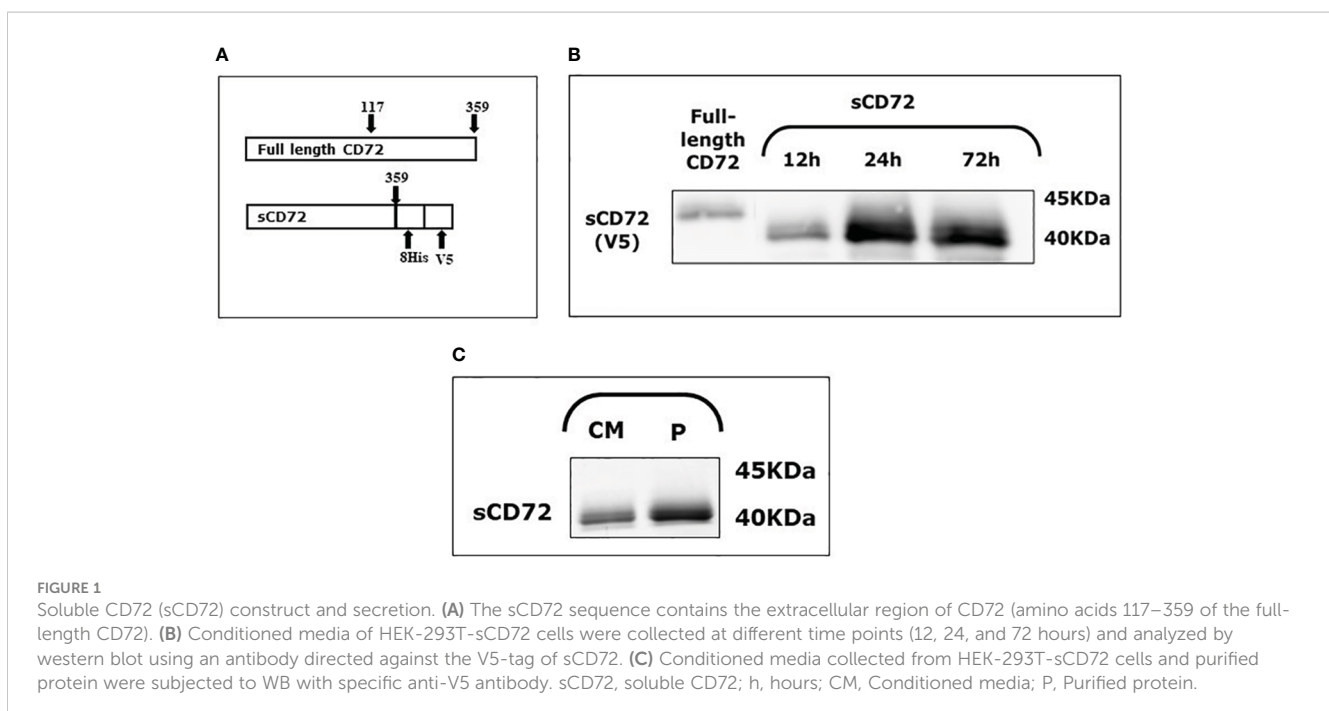 A
117
359
Full length CD72
359
sCD72
8His
V5
B
sCD72
Full-
length
CD72
12h 24h 72h
sCD72
(V5)
45KDa
40KDa
C
CM P
sCD72
45KDa
40KDa
FIGURE 1
Soluble CD72 (sCD72) construct and secretion. (A) The sCD72 sequence contains the extracellular region of CD72 (amino acids 117–359 of the full-
length CD72). (B) Conditioned media of HEK-293T-sCD72 cells were collected at different time points (12, 24, and 72 hours) and analyzed by
western blot using an antibody directed against the V5-tag of sCD72. (C) Conditioned media collected from HEK-293T-sCD72 cells and purified
protein were subjected to WB with specific anti-V5 antibody. sCD72, soluble CD72; h, hours; CM, Conditioned media; P, Purified protein.